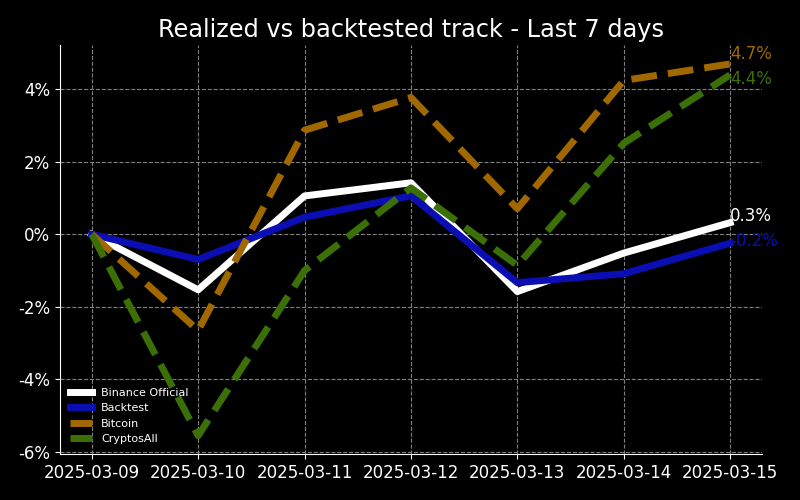 Realized vs backtested track - Last 7 days
4.7%
4.4%
0.3%
-0.2%
4%
2%
0%
-2%
-4%
-6%
Binance Official
Backtest
Bitcoin
CryptosAll
2025-03-09 2025-03-10 2025-03-11 2025-03-12 2025-03-13 2025-03-14 2025-03-15